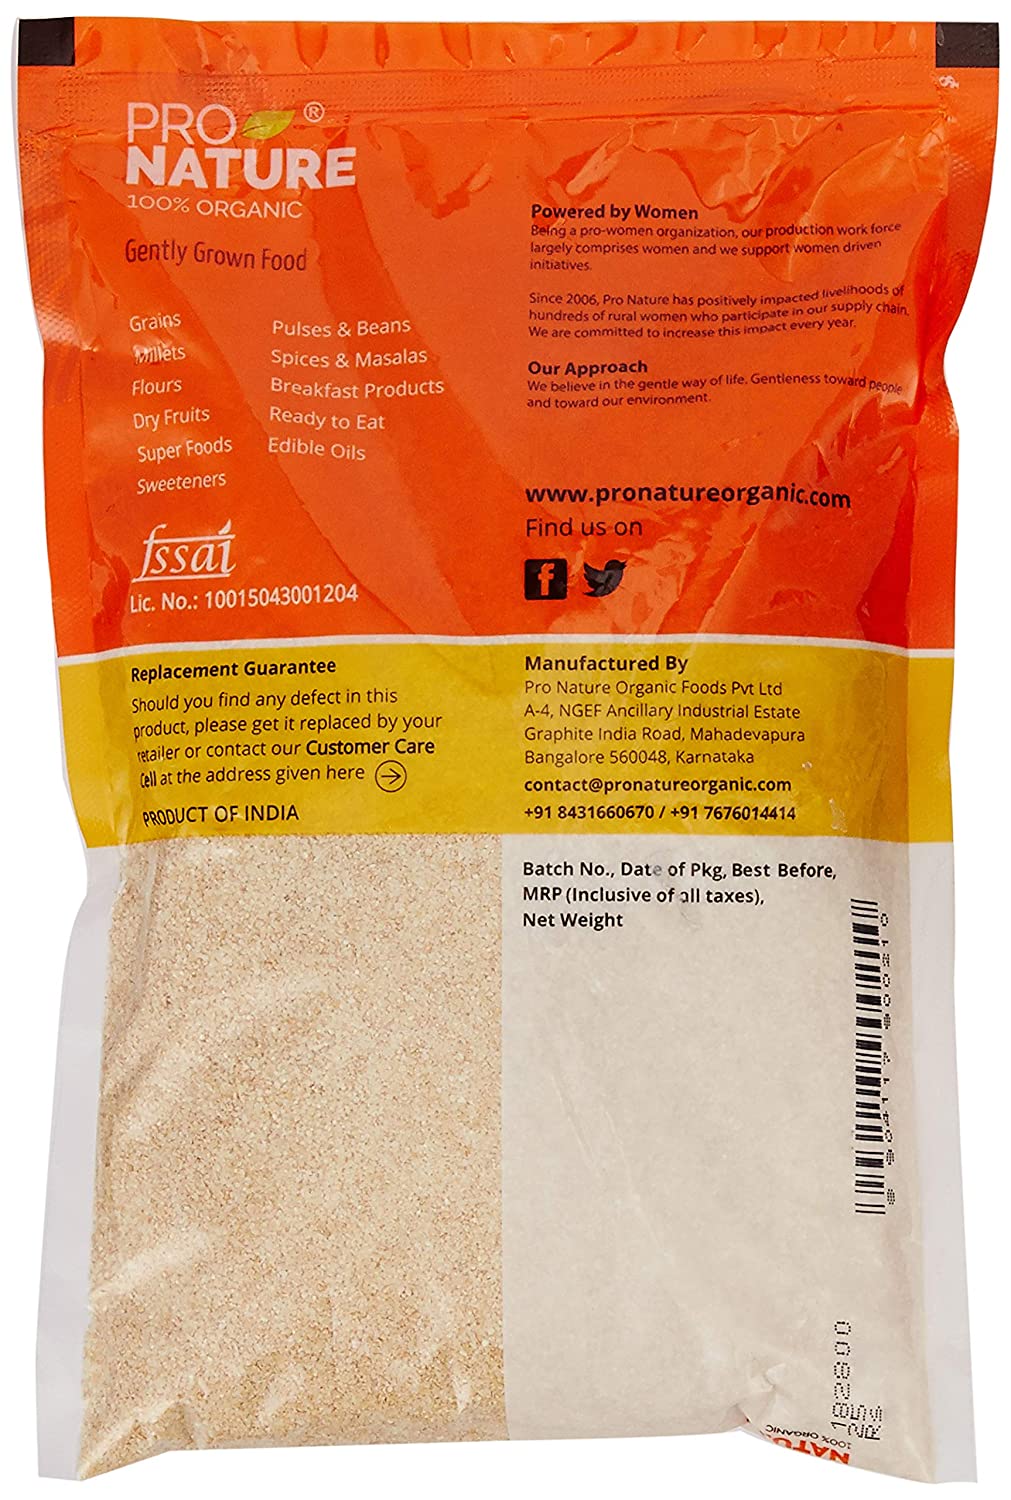 PRO ®
NATURE
100% ORGANIC
Gently Grown Food
Grains
Millets
Flours
Dry Fruits
Super Foods
Sweeteners
Pulses & Beans
Spices & Masalas
Breakfast Products
Ready to Eat
Edible Oils
fssai
Lic. No.: 10015043001204
Powered by Women
Being a pro-women organization, our production work force
largely comprises women and we support women driven
initiatives.
Since 2006, Pro Nature has positively impacted livelihoods of
hundreds of rural women who participate in our supply chain.
We are committed to increase this impact every year.
Our Approach
We believe in the gentle way of life. Gentleness toward people
and toward our environment.
www.pronatureorganic.com
Find us on
Replacement Guarantee
Should you find any defect in this
product, please get it replaced by your
retailer or contact our Customer Care
Cell at the address given here
PRODUCT OF INDIA
Manufactured By
Pro Nature Organic Foods Pvt Ltd
A-4, NGEF Ancillary Industrial Estate
Graphite India Road, Mahadevapura
Bangalore 560048, Karnataka
contact@pronatureorganic.com
+91 8431660670 / +91 7676014414
Batch No., Date of Pkg, Best Before,
MRP (Inclusive of all taxes),
Net Weight
100% ORGANIC